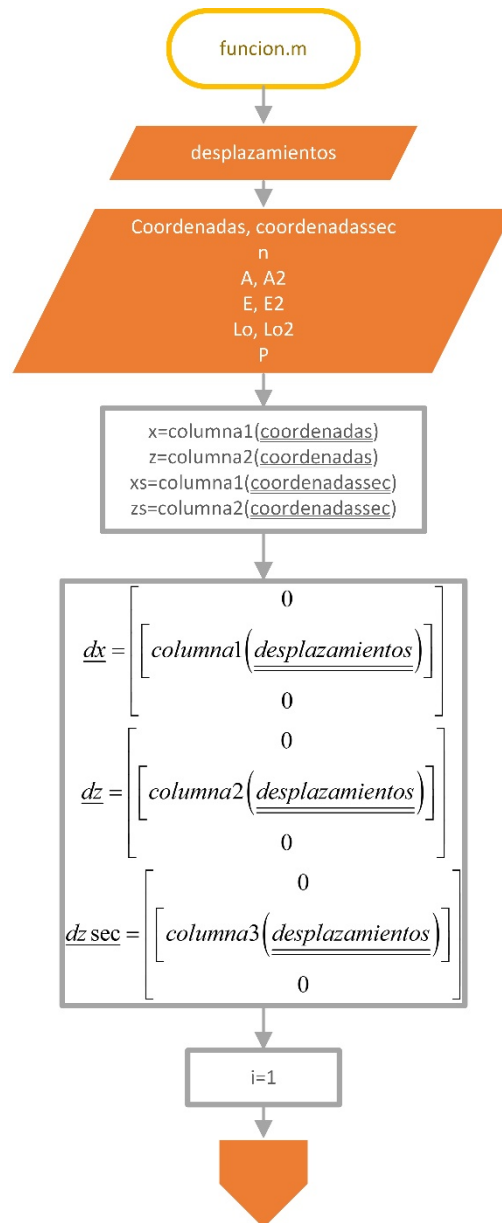 funcion.m
desplazamientos
Coordenadas, coordenadassec
n
A, A2
E, E2
Lo, Lo2
P
x=columna1(coordenadas)
z=columna2(coordenadas)
xs=columna1(coordenadassec)
zs=columna2(coordenadassec)
0
dx = [[columna1(desplazamientos)]]
0
0
dz = [[columna2(desplazamientos)]]
0
0
dz sec = [[columna3(desplazamientos)]]
0
i=1